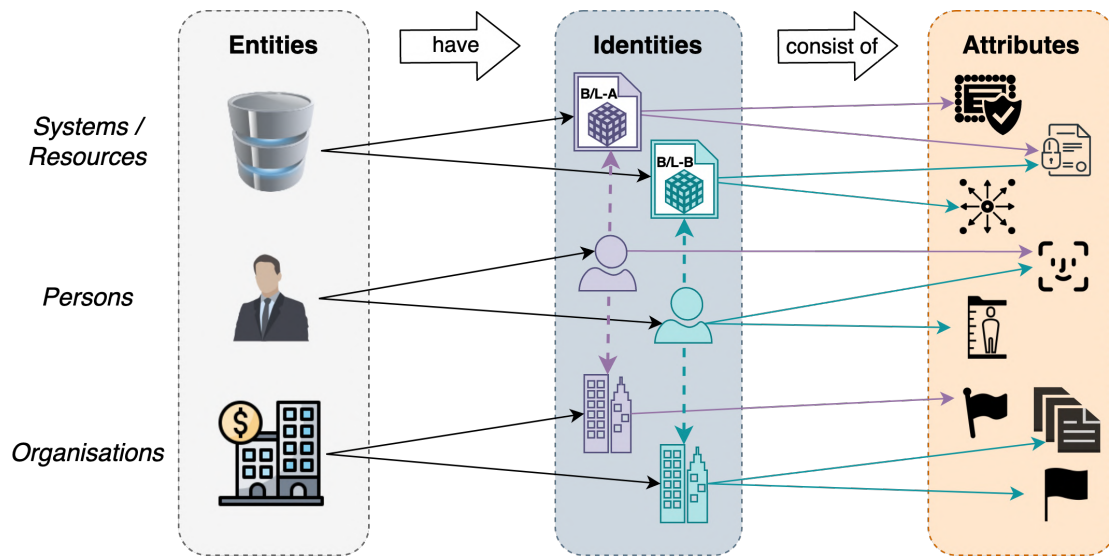 Entities
have
Identities
consist of
Attributes
Systems /
Resources
B/L-A
B/L-B
Persons
$
Organisations